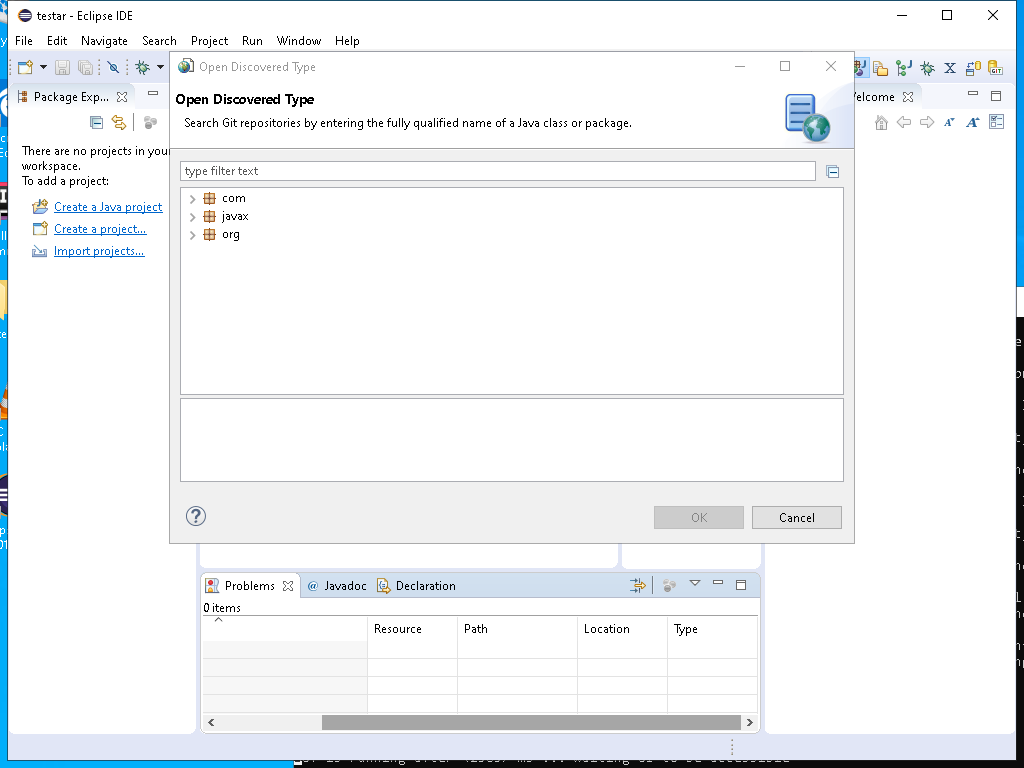 testar - Eclipse IDE
File Edit Navigate Search Project Run Window Help
Open Discovered Type
Open Discovered Type
Search Git repositories by entering the fully qualified name of a Java class or package.
Package Exp...
There are no projects in your
workspace.
To add a project:
Create a Java project
Create a project...
Import projects...
type filter text
com
javax
org
OK
Cancel
elcome
GIT
Problems
@ Javadoc
Declaration
0 items
Resource Path Location Type